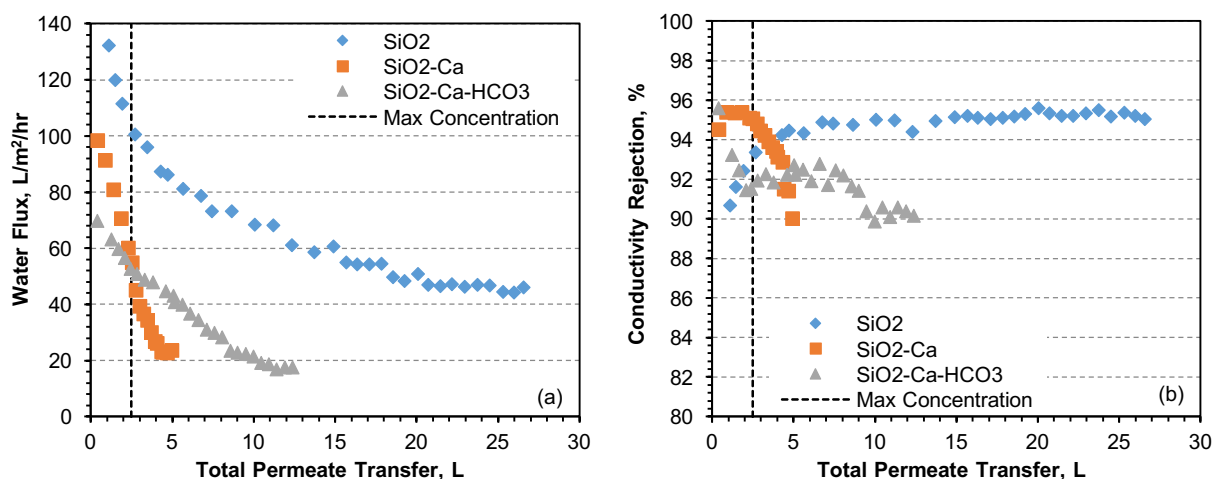 140
120
100
80
60
40
20
0
Water Flux, L/m²/hr
SiO2
SiO2-Ca
SiO2-Ca-HCO3
Max Concentration
(a)
0 5 10 15 20 25 30
Total Permeate Transfer, L
100
98
96
94
92
90
88
86
84
82
80
Conductivity Rejection, %
SiO2
SiO2-Ca
SiO2-Ca-HCO3
Max Concentration
(b)
0 5 10 15 20 25 30
Total Permeate Transfer, L